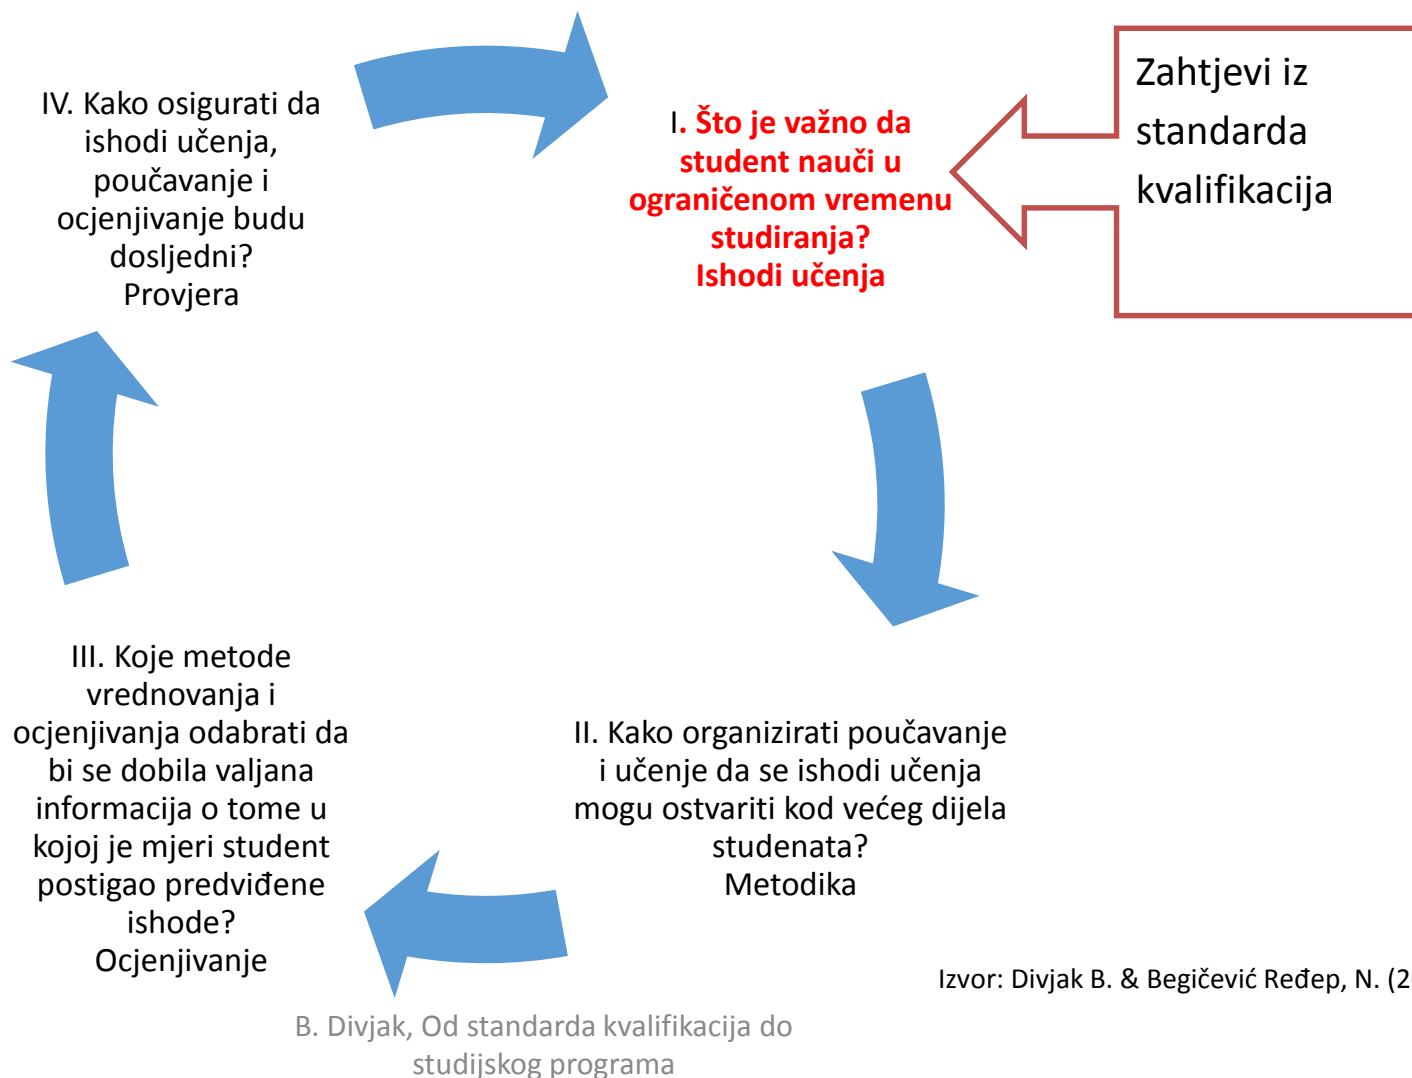 I. Što je važno da
student nauči u
ograničenom vremenu
studiranja?
Ishodi učenja
Zahtjevi iz
standarda
kvalifikacija
II. Kako organizirati poučavanje
i učenje da se ishodi učenja
mogu ostvariti kod većeg dijela
studenata?
Metodika
III. Koje metode
vrednovanja i
ocjenjivanja odabrati da
bi se dobila valjana
informacija o tome u
kojoj je mjeri student
postigao predviđene
ishode?
Ocjenjivanje
IV. Kako osigurati da
ishodi učenja,
poučavanje i
ocjenjivanje budu
dosljedni?
Provjera
Izvor: Divjak B. & Begičević Ređep, N. (2
B. Divjak, Od standarda kvalifikacija do
studijskog programa